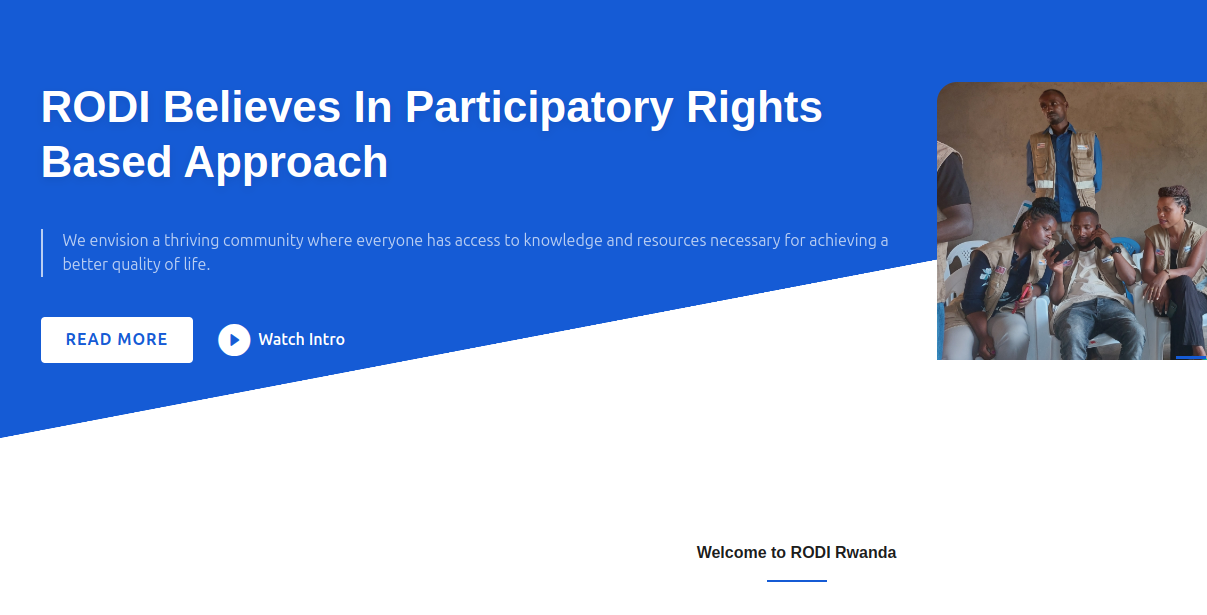 RODI Believes In Participatory Rights
Based Approach
We envision a thriving community where everyone has access to knowledge and resources necessary for achieving a
better quality of life.
READ MORE
Watch Intro
Welcome to RODI Rwanda